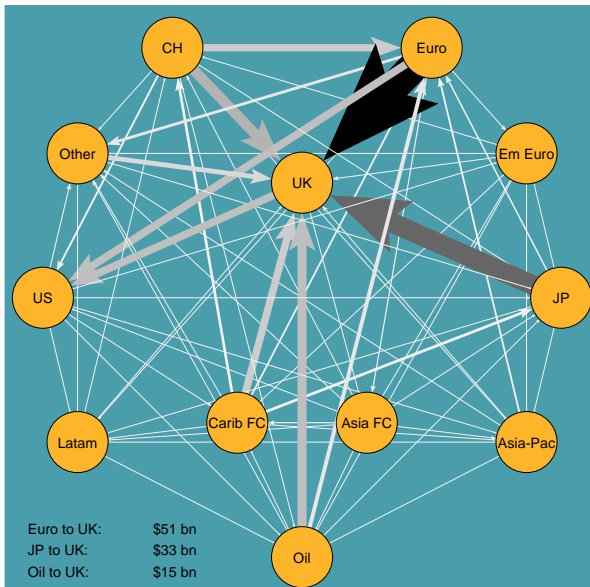 CH
Euro
Other
Em Euro
UK
US
JP
Latam
Carib FC
Asia FC
Asia-Pac
Oil
Euro to UK: $51 bn
JP to UK: $33 bn
Oil to UK: $15 bn